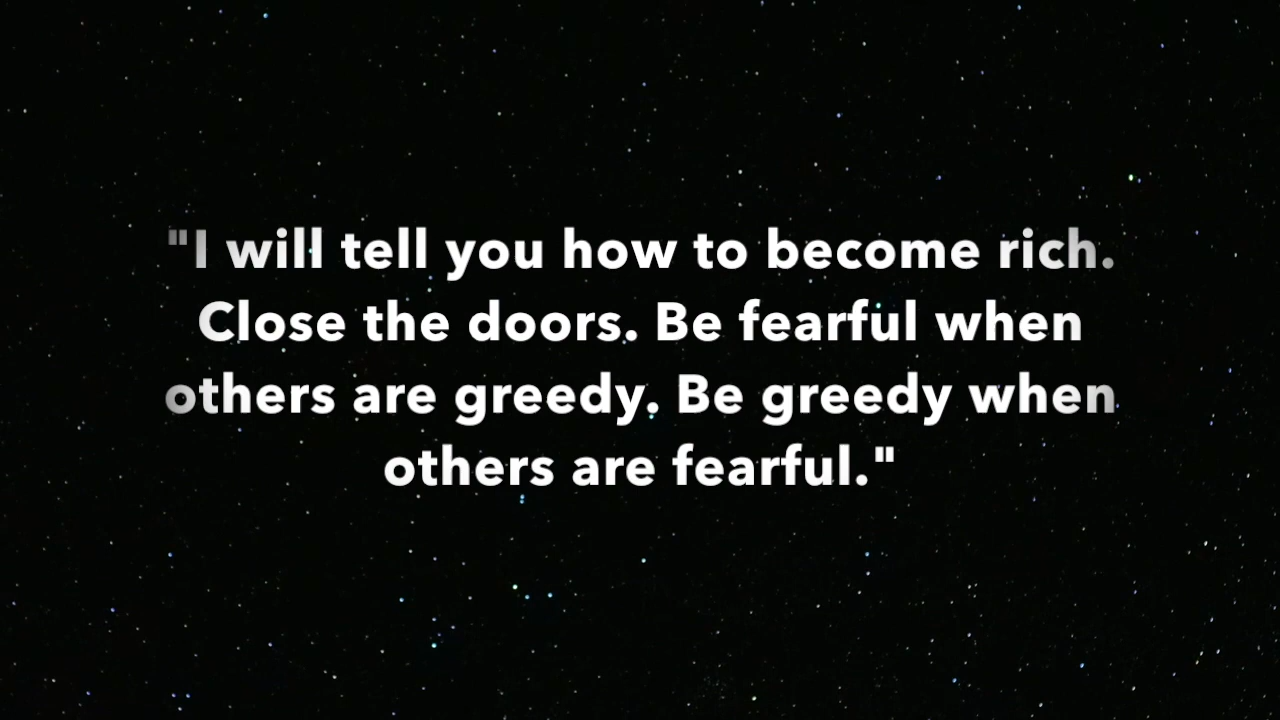 "I will tell you how to become rich.
Close the doors. Be fearful when
others are greedy. Be greedy when
others are fearful."